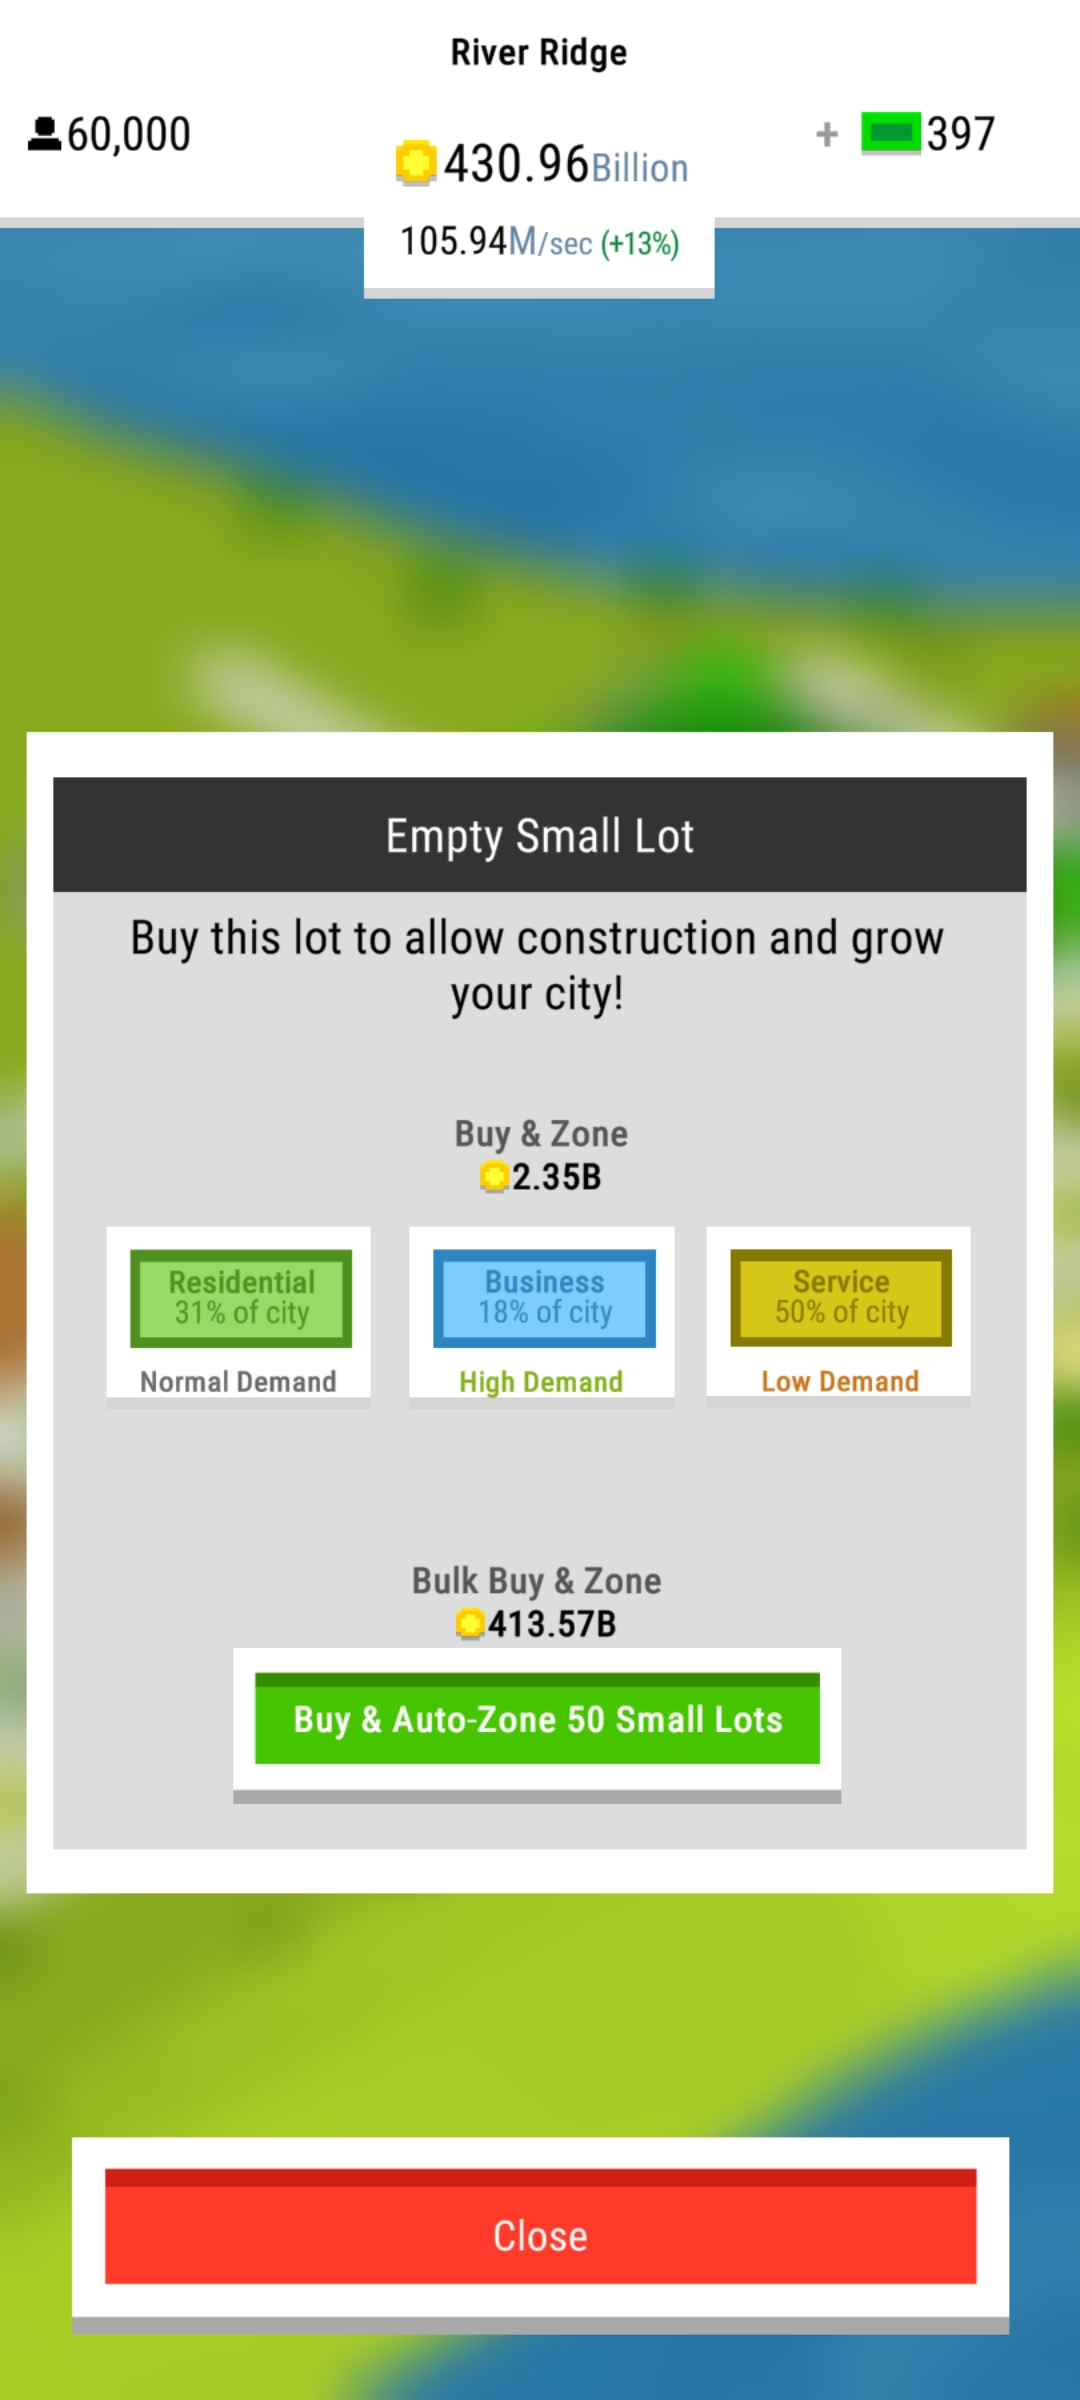 River Ridge
60,000
+ 397
430.96Billion
105.94M/sec (+13%)
Empty Small Lot
Buy this lot to allow construction and grow
your city!
Buy & Zone
2.35B
Residential
31% of city
Normal Demand
Business
18% of city
High Demand
Service
50% of city
Low Demand
Bulk Buy & Zone
413.57B
Buy & Auto-Zone 50 Small Lots
Close